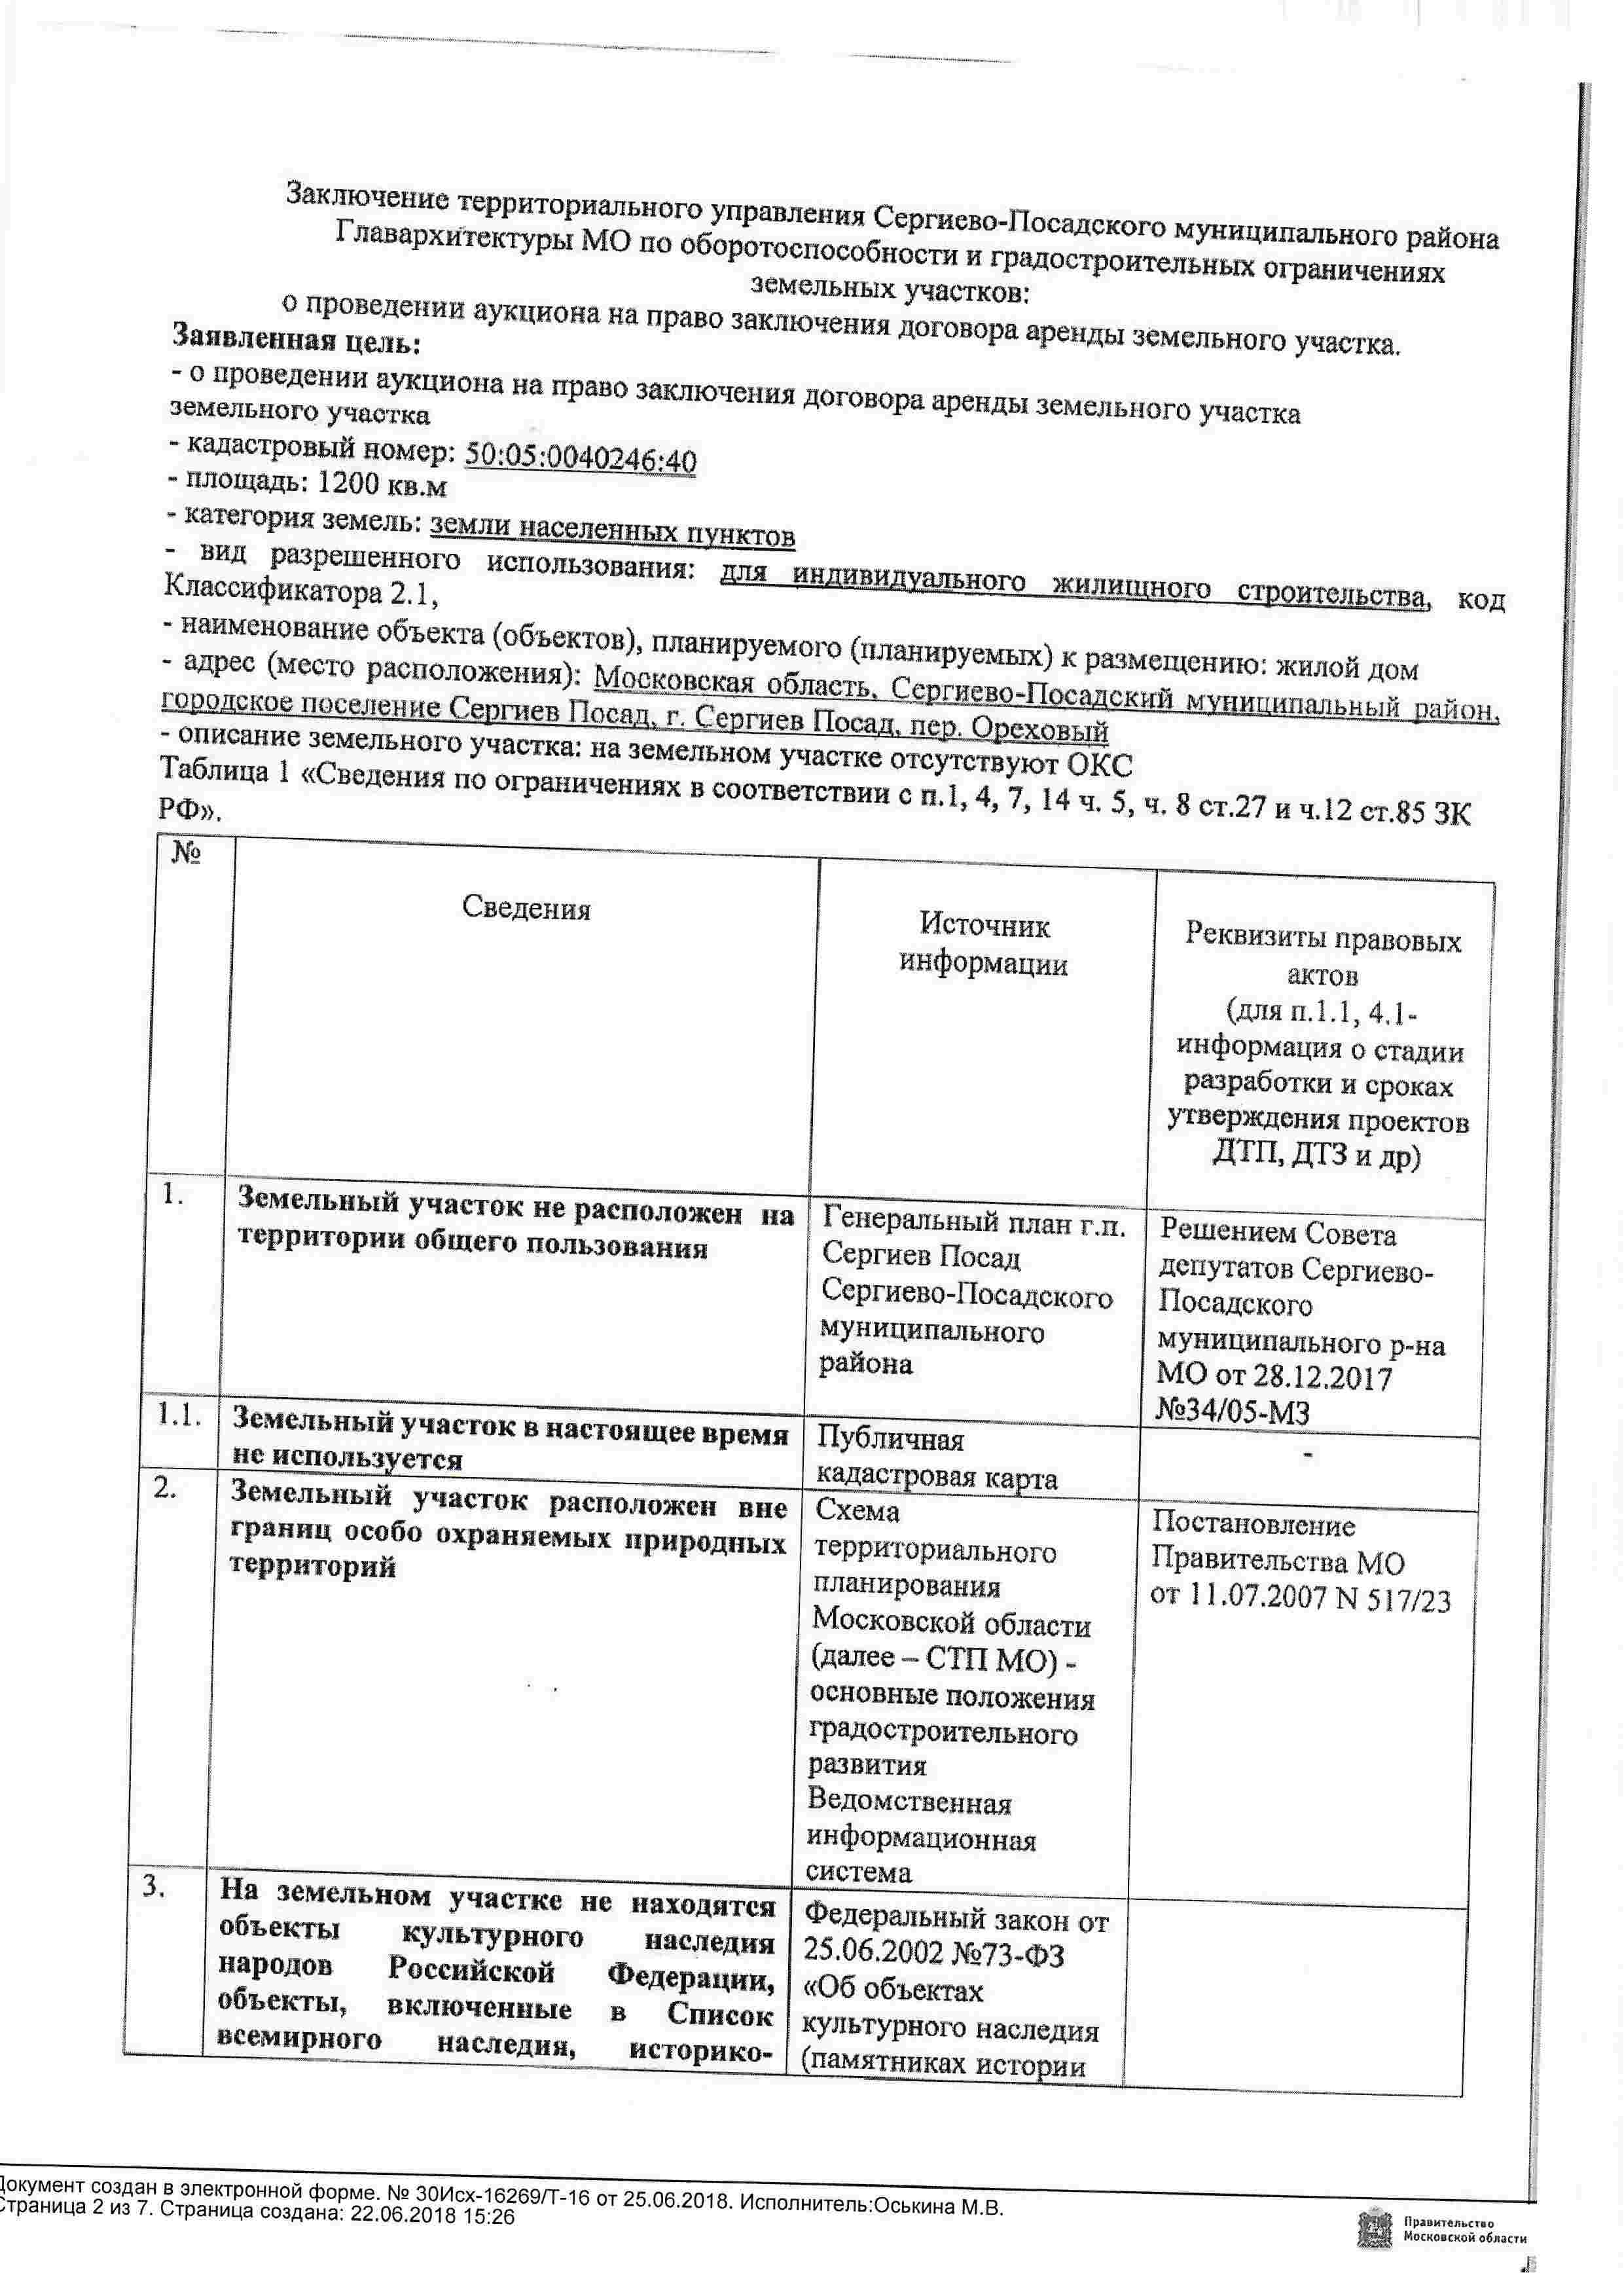 Заключение территориального управления Сергиево-Посадского муниципального района
Главархитектуры МО по оборотоспособности и градостроительных ограничениях
земельных участков:
о проведении аукциона на право заключения договора аренды земельного участка.
Заявленная цель:
- о проведении аукциона на право заключения договора аренды земельного участка
земельного участка
- кадастровый номер: 50:05:0040246:40
- площадь: 1200 кв.м
- категория земель: земли населенных пунктов
- вид разрешенного использования: для индивидуального жилищного строительства, код
Классификатора 2.1,
- наименование объекта (объектов), планируемого (планируемых) к размещению: жилой дом
- адрес (место расположения): Московская область, Сергиево-Посадский муниципальный район,
городское поселение Сергиев Посад, г. Сергиев Посад, пер. Ореховый
- описание земельного участка: на земельном участке отсутствуют ОКС
Таблица 1 «Сведения по ограничениях в соответствии с п.1, 4, 7, 14 ч. 5, ч. 8 ст.27 и ч.12 ст.85 ЗК
РФ».
№
Сведения
Источник
информации
Реквизиты правовых
актов
(для п.1.1, 4.1-
информация о стадии
разработки и сроках
утверждения проектов
ДТП, ДТЗ и др)
1.
Земельный участок не расположен на
территории общего пользования
Генеральный план г.п.
Сергиев Посад
Сергиево-Посадского
муниципального
района
Решением Совета
депутатов Сергиево-
Посадского
муниципального р-на
МО от 28.12.2017
№34/05-МЗ
1.1.
Земельный участок в настоящее время
не используется
Публичная
кадастровая карта
-
2.
Земельный участок расположен вне
границ особо охраняемых природных
территорий
Схема
территориального
планирования
Московской области
(далее – СТП МО) -
основные положения
градостроительного
развития
Ведомственная
информационная
система
Постановление
Правительства МО
от 11.07.2007 N 517/23
3.
На земельном участке не находятся
объекты культурного наследия
народов Российской Федерации,
объекты, включенные в Список
всемирного наследия, историко-
Федеральный закон от
25.06.2002 №73-ФЗ
«Об объектах
культурного наследия
(памятниках истории
Документ создан в электронной форме. № 30Исх-16269/Т-16 от 25.06.2018. Исполнитель:Оськина М.В.
Страница 2 из 7. Страница создана: 22.06.2018 15:26
Правительство
Московской области